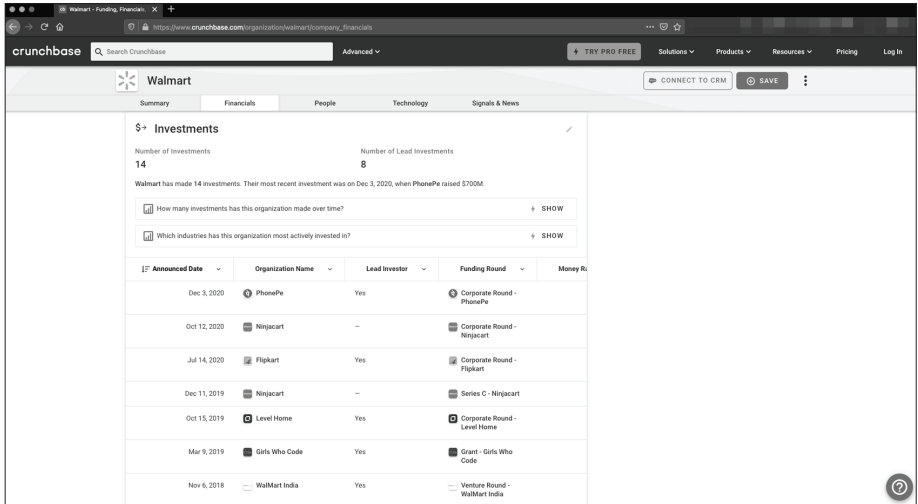 Walmart - Funding, Financials,
https://www.crunchbase.com/organization/walmart/company_financials
crunchbase Search Crunchbase Advanced TRY PRO FREE Solutions Products Resources Pricing Log In
Walmart CONNECT TO CRM SAVE
Summary Financials People Technology Signals & News
Investments
Number of Investments Number of Lead Investments
14 8
Walmart has made 14 investments. Their most recent investment was on Dec 3, 2020, when PhonePe raised $700M.
How many investments has this organization made over time? SHOW
Which industries has this organization most actively invested in? SHOW
Announced Date Organization Name Lead Investor Funding Round Money Ra
Dec 3, 2020 PhonePe Yes Corporate Round -
PhonePe
Oct 12, 2020 Ninjacart — Corporate Round -
Ninjacart
Jul 14, 2020 Flipkart Yes Corporate Round -
Flipkart
Dec 11, 2019 Ninjacart — Series C - Ninjacart
Oct 15, 2019 Level Home Yes Corporate Round -
Level Home
Mar 9, 2019 Girls Who Code Yes Grant - Girls Who
Code
Nov 6, 2018 WalMart India Yes Venture Round -
WalMart India